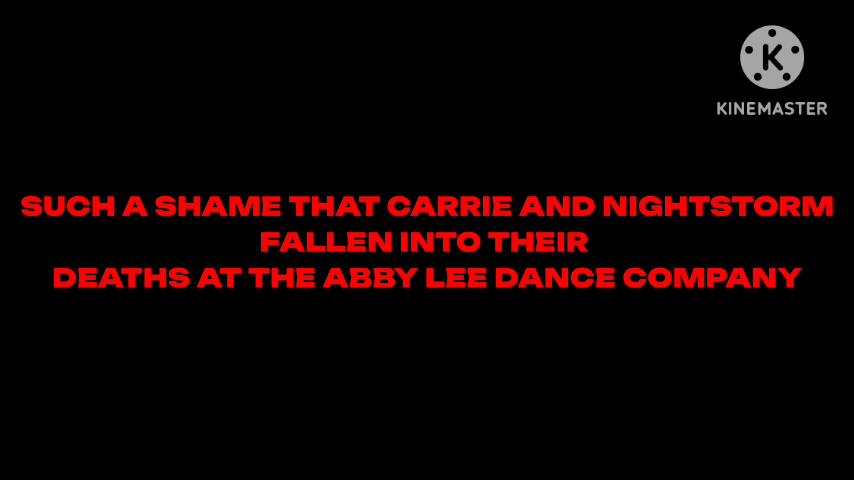 KINEMASTER
SUCH A SHAME THAT CARRIE AND NIGHTSTORM
FALLEN INTO THEIR
DEATHS AT THE ABBY LEE DANCE COMPANY